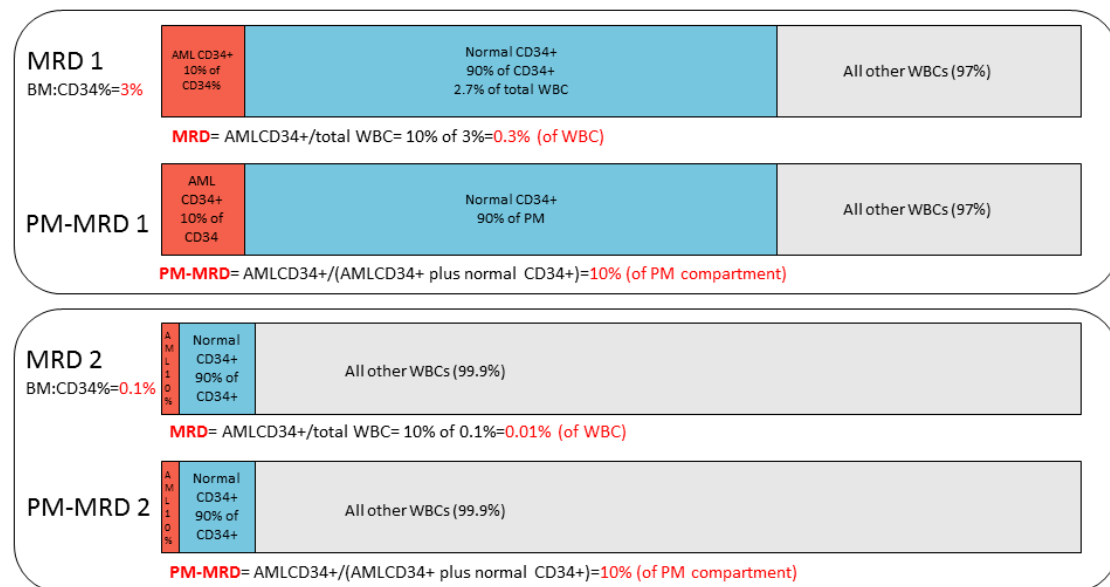 MRD 1
BM:CD34%=3%
AML CD34+
10% of
CD34%
Normal CD34+
90% of CD34+
2.7% of total WBC
All other WBCs (97%)
MRD= AMLCD34+/total WBC= 10% of 3%=0.3% (of WBC)
PM-MRD 1
AML
CD34+
10% of
CD34
Normal CD34+
90% of PM
All other WBCs (97%)
PM-MRD= AMLCD34+/(AMLCD34+ plus normal CD34+)=10% (of PM compartment)
MRD 2
BM:CD34%=0.1%
A
M
L
1
0
%
Normal
CD34+
90% of
CD34+
All other WBCs (99.9%)
MRD= AMLCD34+/total WBC= 10% of 0.1%=0.01% (of WBC)
PM-MRD 2
A
M
L
1
0
%
Normal
CD34+
90% of
CD34+
All other WBCs (99.9%)
PM-MRD= AMLCD34+/(AMLCD34+ plus normal CD34+)=10% (of PM compartment)